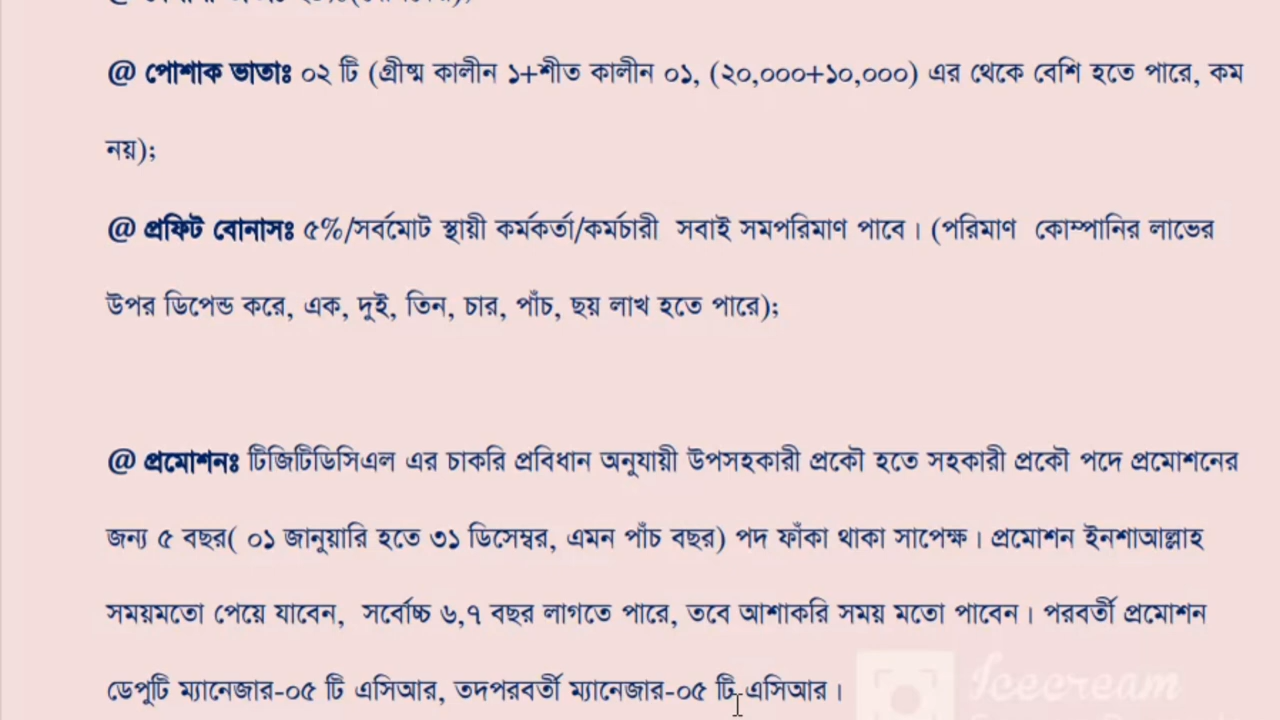 @ পোশাক ভাতাঃ ০২ টি (গ্রীষ্ম কালীন ১+শীত কালীন ০১, (২০,০০০+১০,০০০) এর থেকে বেশি হতে পারে, কম
নয়);
@ প্রফিট বোনাসঃ ৫%/সর্বমোট স্থায়ী কর্মকর্তা/কর্মচারী সবাই সমপরিমাণ পাবে। (পরিমাণ কোম্পানির লাভের
উপর ডিপেন্ড করে, এক, দুই, তিন, চার, পাঁচ, ছয় লাখ হতে পারে);
@ প্রমোশনঃ টিজিটিডিসিএল এর চাকরি প্রবিধান অনুযায়ী উপসহকারী প্রকৌ হতে সহকারী প্রকৌ পদে প্রমোশনের
জন্য ৫ বছর( ০১ জানুয়ারি হতে ৩১ ডিসেম্বর, এমন পাঁচ বছর) পদ ফাঁকা থাকা সাপেক্ষ। প্রমোশন ইনশাআল্লাহ
সময়মতো পেয়ে যাবেন, সর্বোচ্চ ৬,৭ বছর লাগতে পারে, তবে আশাকরি সময় মতো পাবেন। পরবর্তী প্রমোশন
ডেপুটি ম্যানেজার-০৫ টি এসিআর, তদপরবর্তী ম্যানেজার-০৫ টি এসিআর।
Icecream